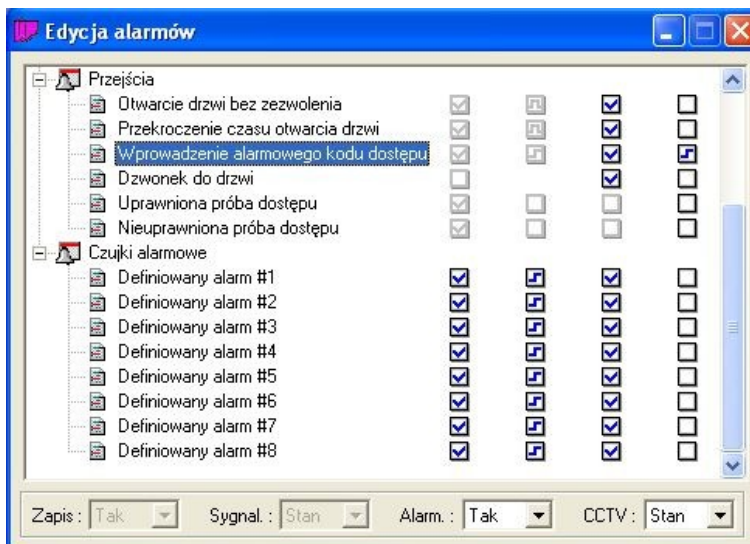 Edycja alarmów
Przejścia
Otwarcie drzwi bez zezwolenia
Przekroczenie czasu otwarcia drzwi
Wprowadzenie alarmowego kodu dostępu
Dzwonek do drzwi
Uprawniona próba dostępu
Nieuprawniona próba dostępu
Czujki alarmowe
Definiowany alarm #1
Definiowany alarm #2
Definiowany alarm #3
Definiowany alarm #4
Definiowany alarm #5
Definiowany alarm #6
Definiowany alarm #7
Definiowany alarm #8
Zapis : Tak Sygnal. : Stan Alarm. : Tak CCTV : Stan